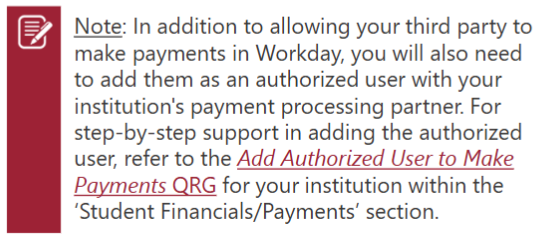 Note: In addition to allowing your third party to
make payments in Workday, you will also need
to add them as an authorized user with your
institution's payment processing partner. For
step-by-step support in adding the authorized
user, refer to the Add Authorized User to Make
Payments QRG for your institution within the
‘Student Financials/Payments’ section.